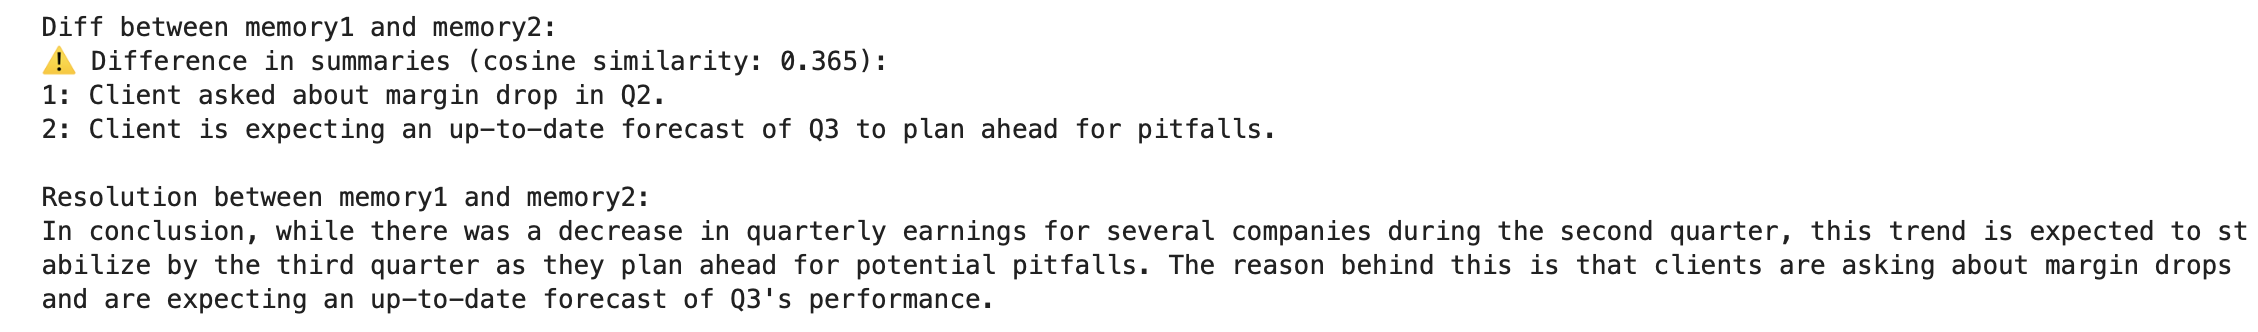 Diff between memory1 and memory2:
⚠️ Difference in summaries (cosine similarity: 0.365):
1: Client asked about margin drop in Q2.
2: Client is expecting an up-to-date forecast of Q3 to plan ahead for pitfalls.

Resolution between memory1 and memory2:
In conclusion, while there was a decrease in quarterly earnings for several companies during the second quarter, this trend is expected to st
abilize by the third quarter as they plan ahead for potential pitfalls. The reason behind this is that clients are asking about margin drops
and are expecting an up-to-date forecast of Q3's performance.